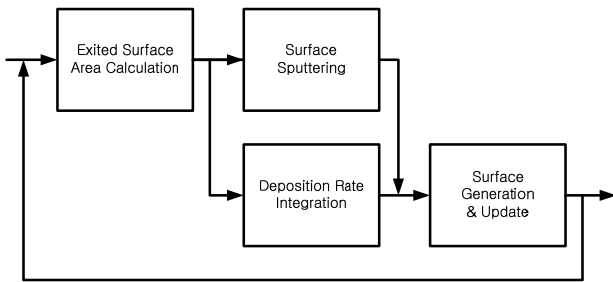 Exited Surface
Area Calculation
Surface
Sputtering
Deposition Rate
Integration
Surface
Generation
& Update